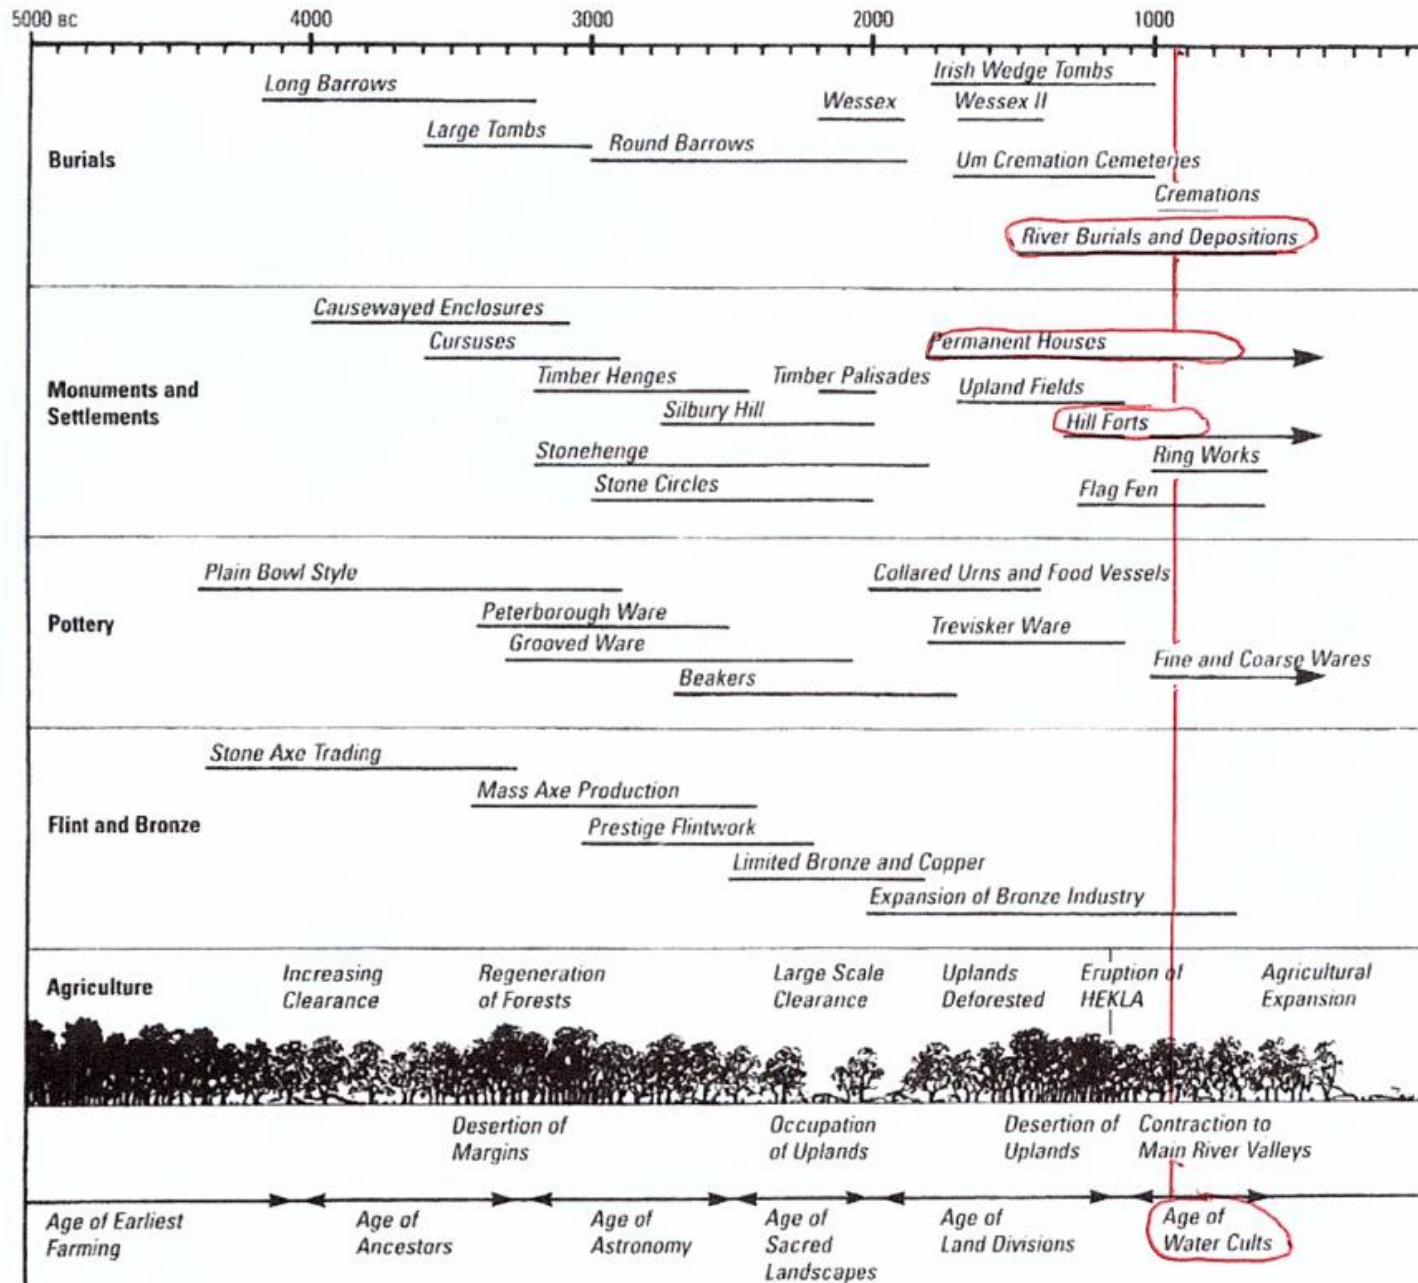 5000 BC 4000 3000 2000 1000
Burials
Long Barrows
Large Tombs
Round Barrows
Wessex
Irish Wedge Tombs
Wessex II
Um Cremation Cemeteries
Cremations
River Burials and Depositions
Monuments and
Settlements
Causewayed Enclosures
Cursuses
Timber Henges
Timber Palisades
Silbury Hill
Stonehenge
Stone Circles
Permanent Houses
Upland Fields
Hill Forts
Ring Works
Flag Fen
Pottery
Plain Bowl Style
Peterborough Ware
Grooved Ware
Beakers
Collared Urns and Food Vessels
Trevisker Ware
Fine and Coarse Wares
Flint and Bronze
Stone Axe Trading
Mass Axe Production
Prestige Flintwork
Limited Bronze and Copper
Expansion of Bronze Industry
Agriculture
Increasing
Clearance
Regeneration
of Forests
Large Scale
Clearance
Uplands
Deforested
Eruption of
HEKLA
Agricultural
Expansion
Desertion of
Margins
Occupation
of Uplands
Desertion of
Uplands
Contraction to
Main River Valleys
Age of Earliest
Farming
Age of
Ancestors
Age of
Astronomy
Age of
Sacred
Landscapes
Age of
Land Divisions
Age of
Water Cults